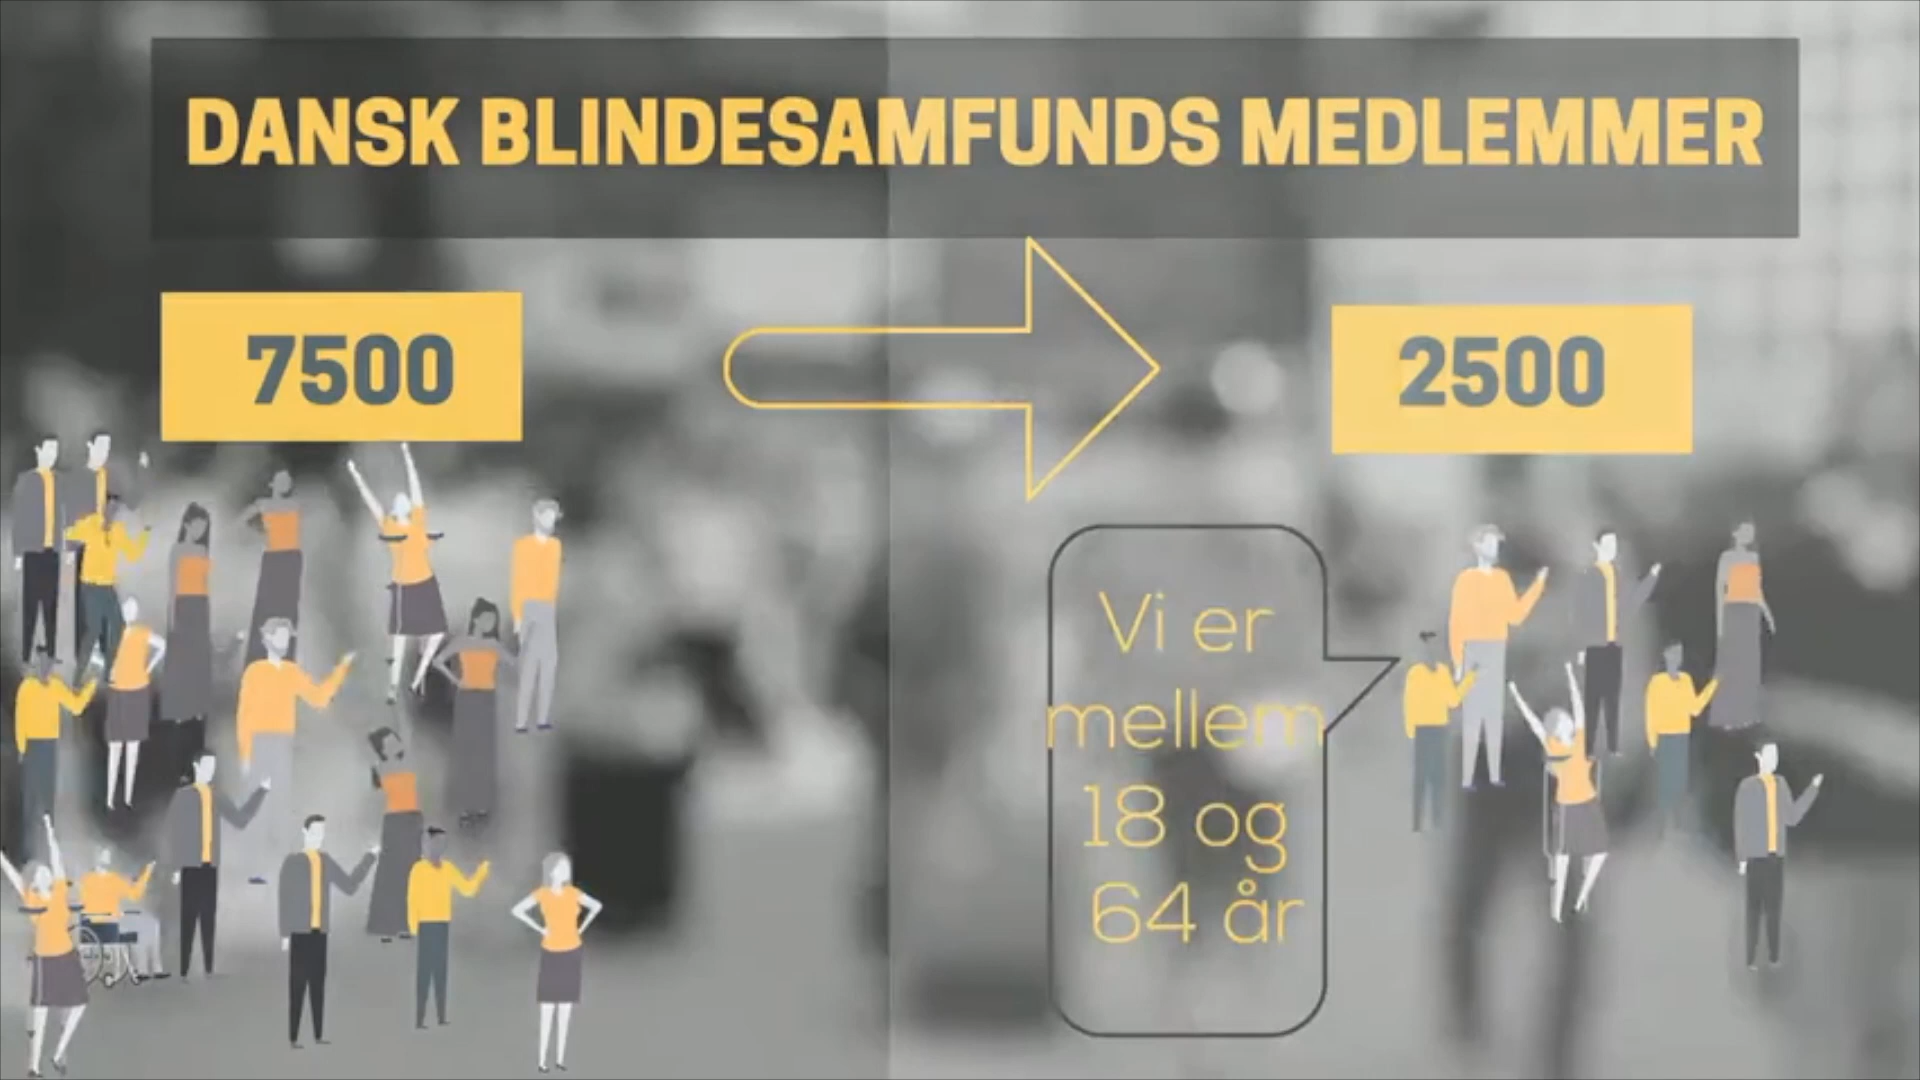 DANSK BLINDESAMFUNDS MEDLEMMER
7500
2500
Vi er
mellem
18 og
64 år